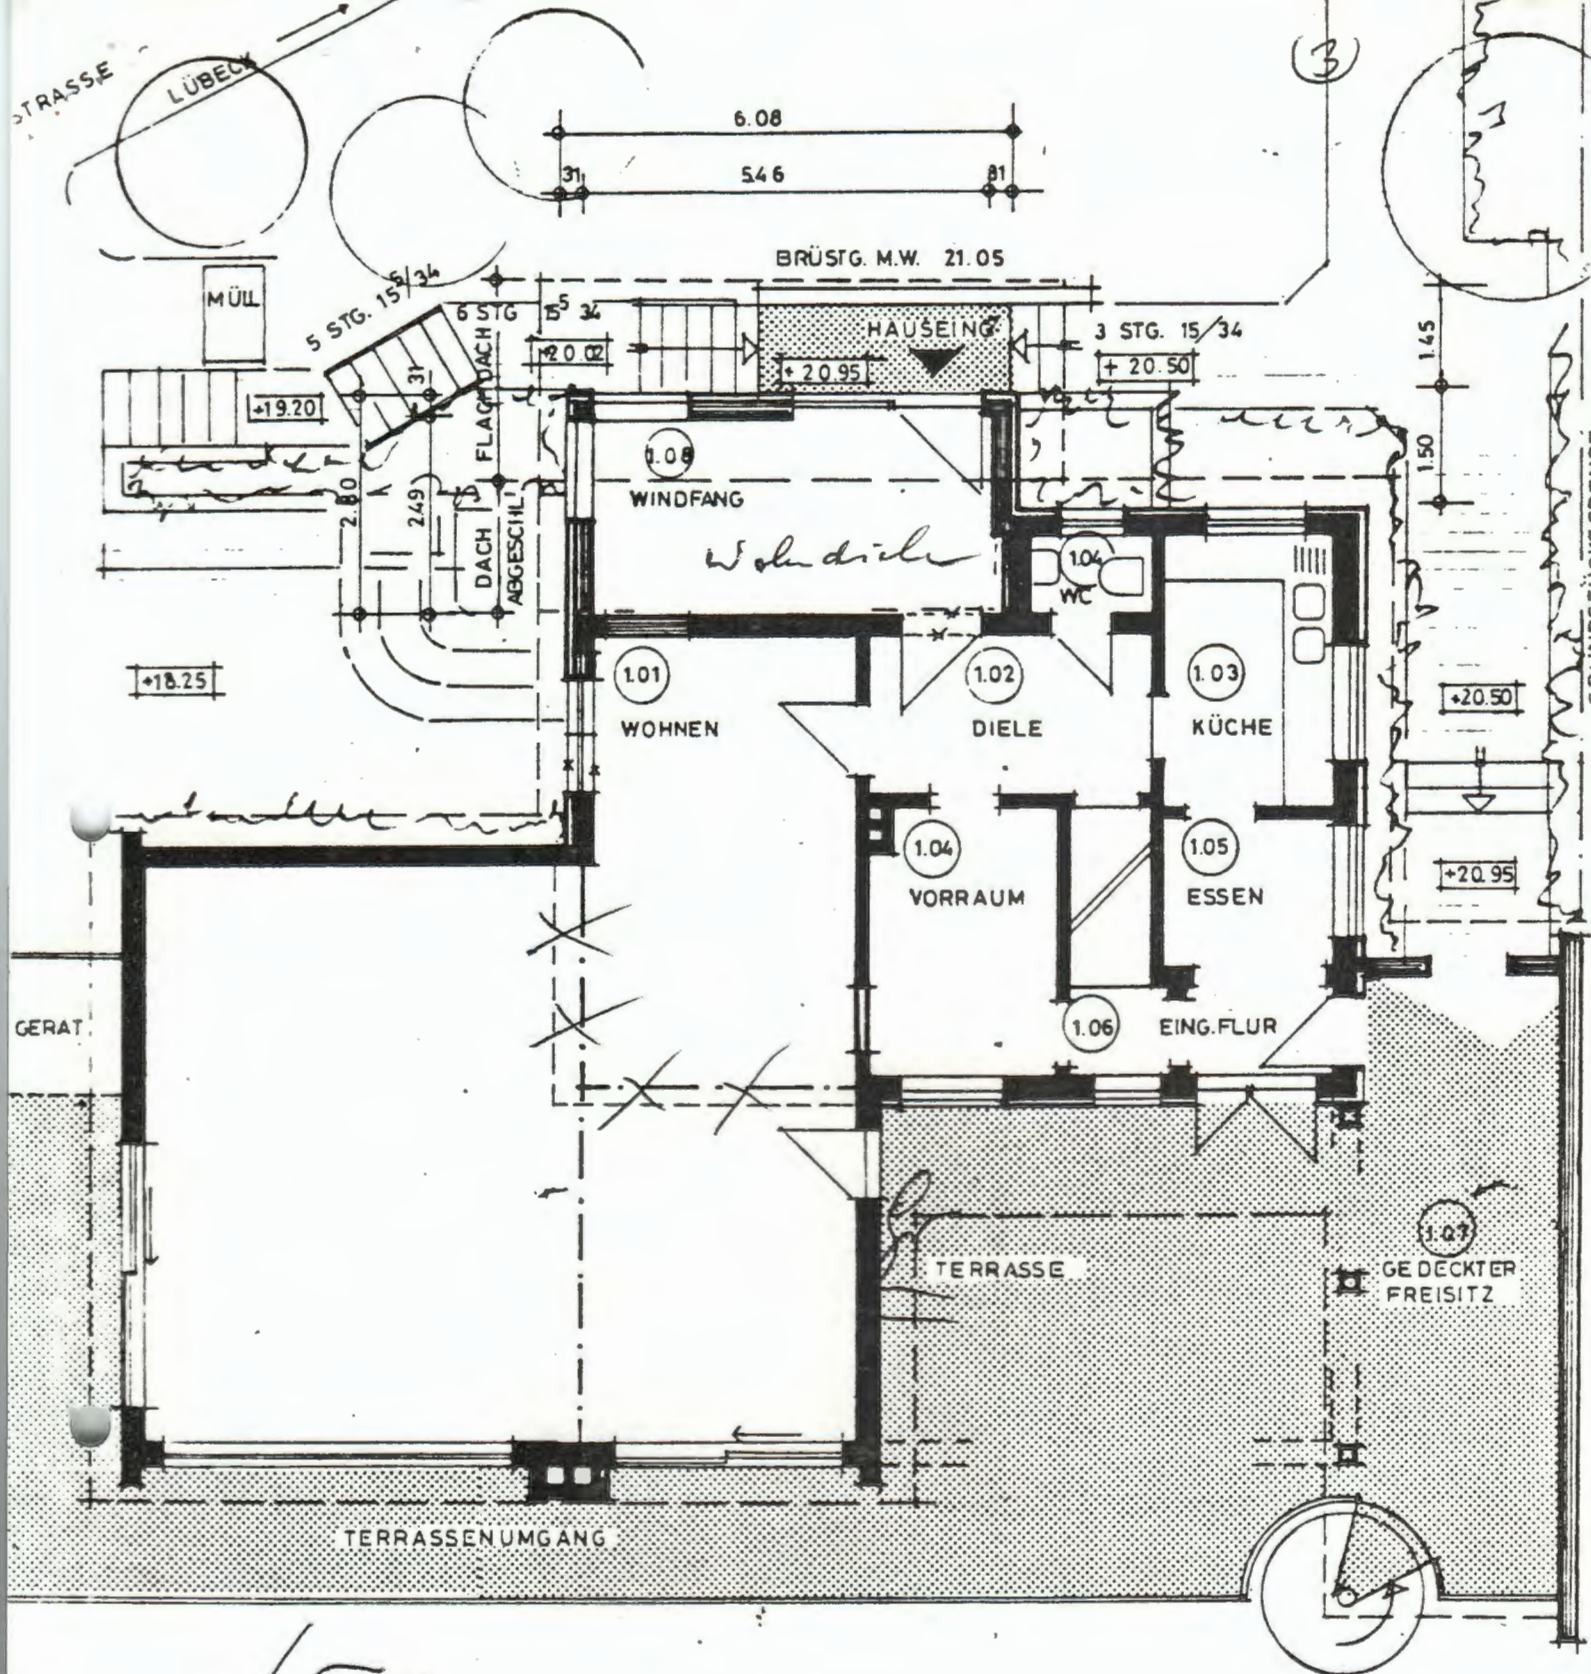 STRASSE
LÜBECK
3
6.08
31 5.46 31
BRÜSTG. M.W. 21.05
MÜLL
5 STG. 15⁵/34
6 STG 15⁵ 34
+20.02
HAUSEING.
+20.95
3 STG. 15/34
+20.50
1.45
+19.20
31
FLACHDACH
1.50
1.08
WINDFANG
2.80
2.49
DACH
ABGESCHL.
Wohndiele
1.04
WC
+18.25
1.01
WOHNEN
1.02
DIELE
1.03
KÜCHE
+20.50
1.04
VORRAUM
1.05
ESSEN
+20.95
GERAT
1.06
EING.FLUR
1.07
GEDECKTER
FREISITZ
TERRASSE
TERRASSENUMGANG